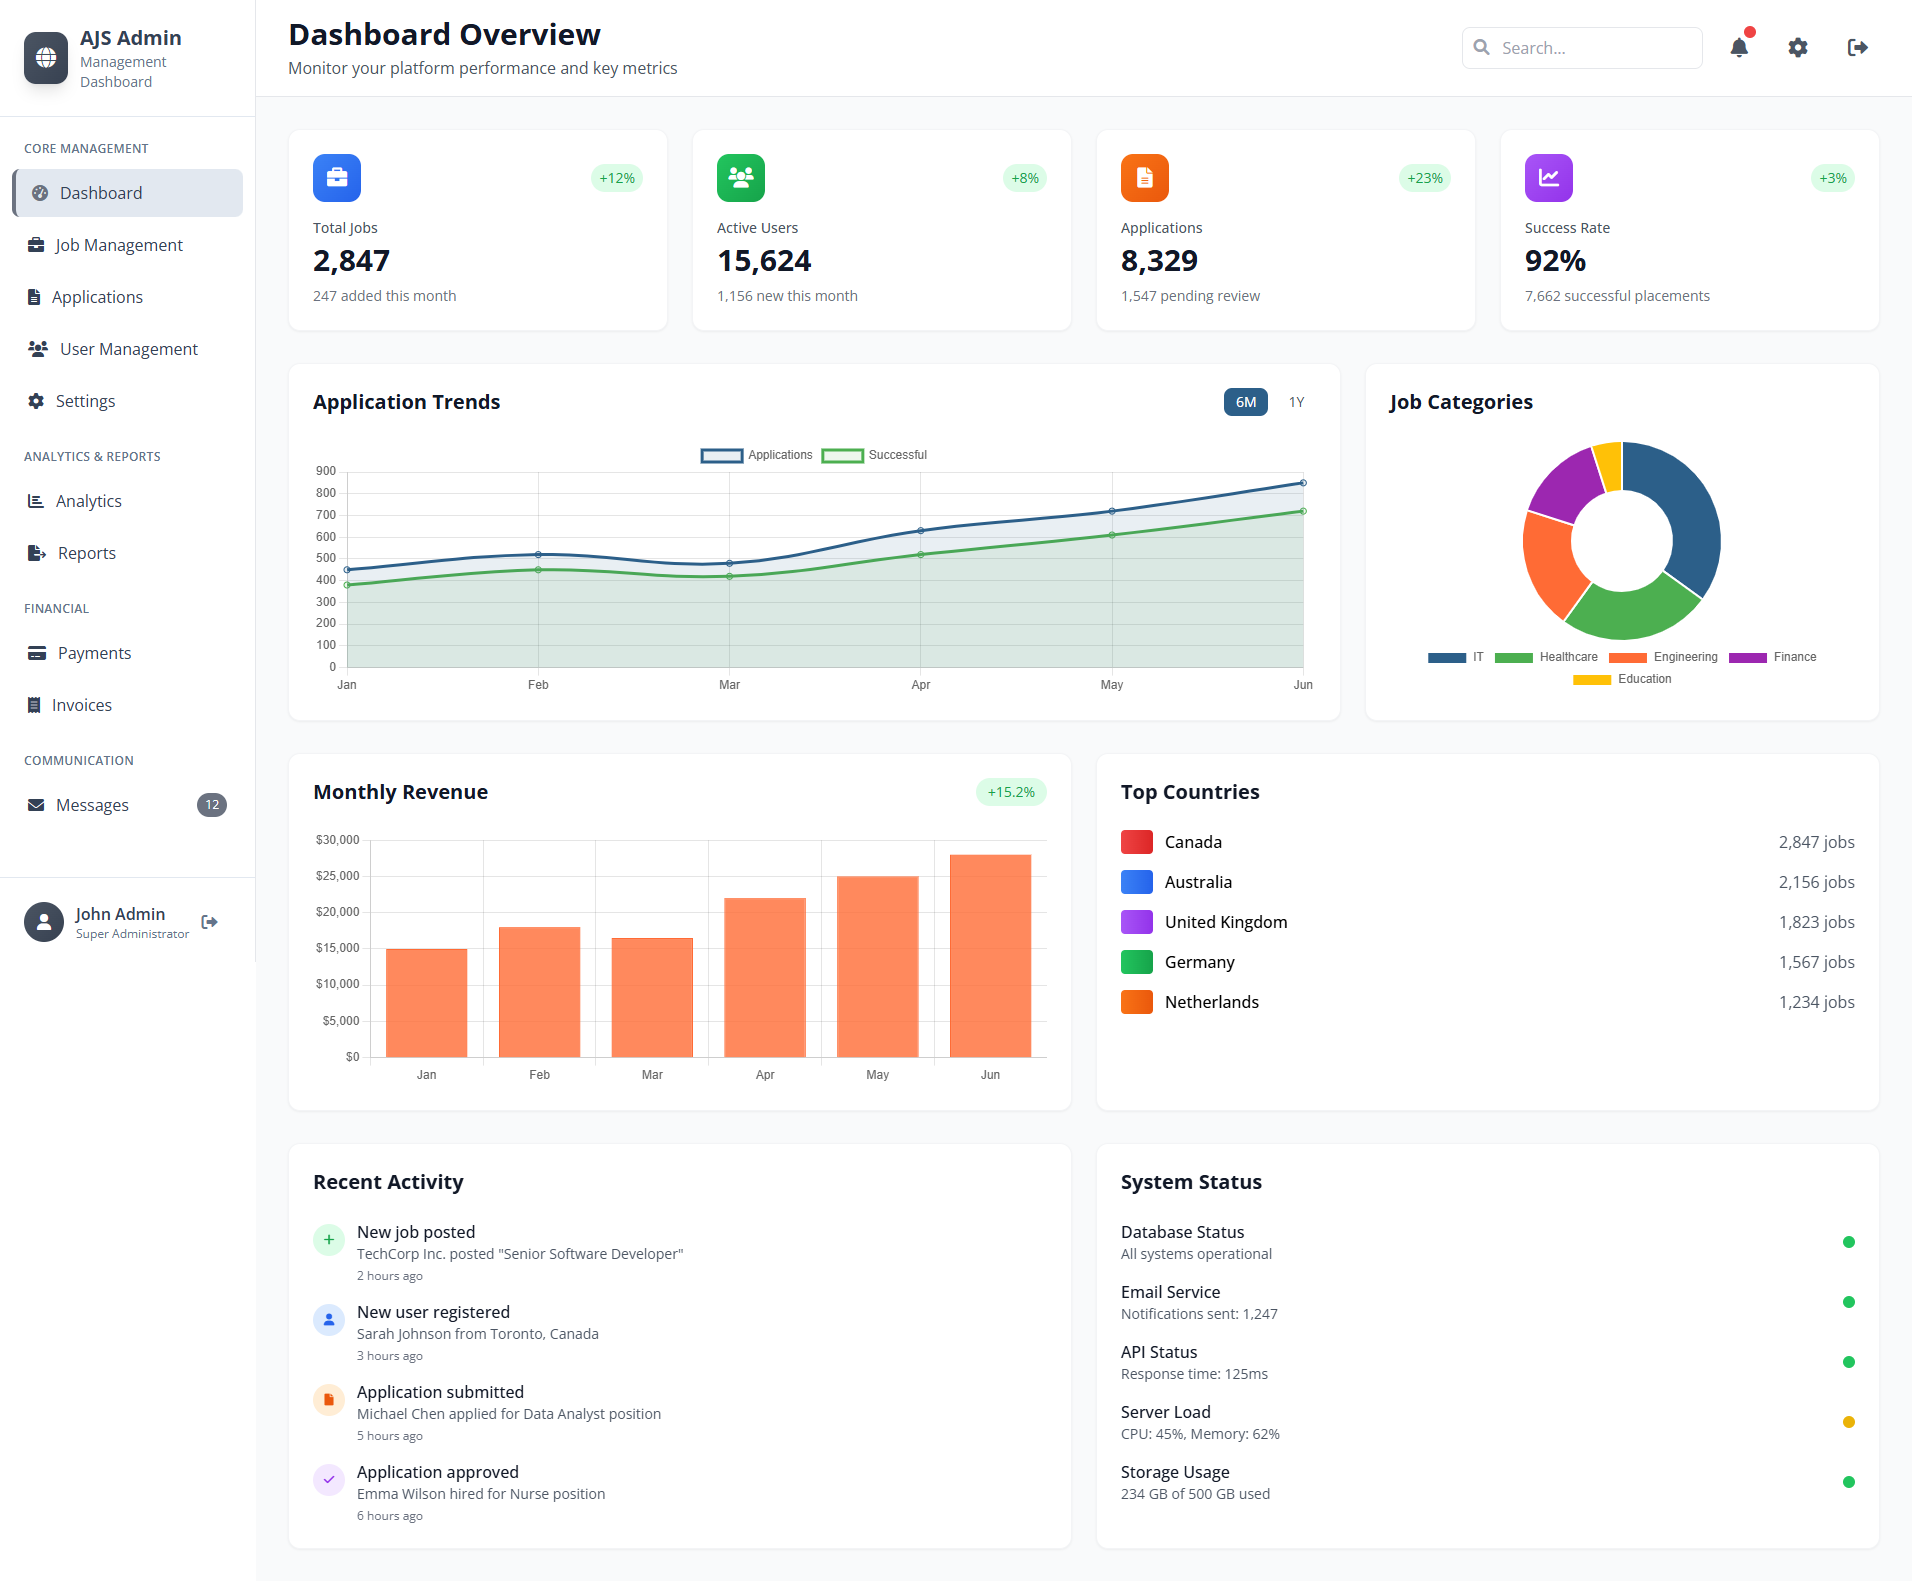 AJS Admin
Management
Dashboard
CORE MANAGEMENT
Dashboard
Job Management
Applications
User Management
Settings
ANALYTICS & REPORTS
Analytics
Reports
FINANCIAL
Payments
Invoices
COMMUNICATION
Messages 12
John Admin
Super Administrator
Dashboard Overview
Monitor your platform performance and key metrics
Search...
+12%
Total Jobs
2,847
247 added this month
+8%
Active Users
15,624
1,156 new this month
+23%
Applications
8,329
1,547 pending review
+3%
Success Rate
92%
7,662 successful placements
Application Trends
6M 1Y
Applications Successful
900
800
700
600
500
400
300
200
100
0
Jan Feb Mar Apr May Jun
Job Categories
IT Healthcare Engineering Finance
Education
Monthly Revenue
+15.2%
$30,000
$25,000
$20,000
$15,000
$10,000
$5,000
$0
Jan Feb Mar Apr May Jun
Top Countries
Canada 2,847 jobs
Australia 2,156 jobs
United Kingdom 1,823 jobs
Germany 1,567 jobs
Netherlands 1,234 jobs
Recent Activity
New job posted
TechCorp Inc. posted "Senior Software Developer"
2 hours ago
New user registered
Sarah Johnson from Toronto, Canada
3 hours ago
Application submitted
Michael Chen applied for Data Analyst position
5 hours ago
Application approved
Emma Wilson hired for Nurse position
6 hours ago
System Status
Database Status
All systems operational
Email Service
Notifications sent: 1,247
API Status
Response time: 125ms
Server Load
CPU: 45%, Memory: 62%
Storage Usage
234 GB of 500 GB used